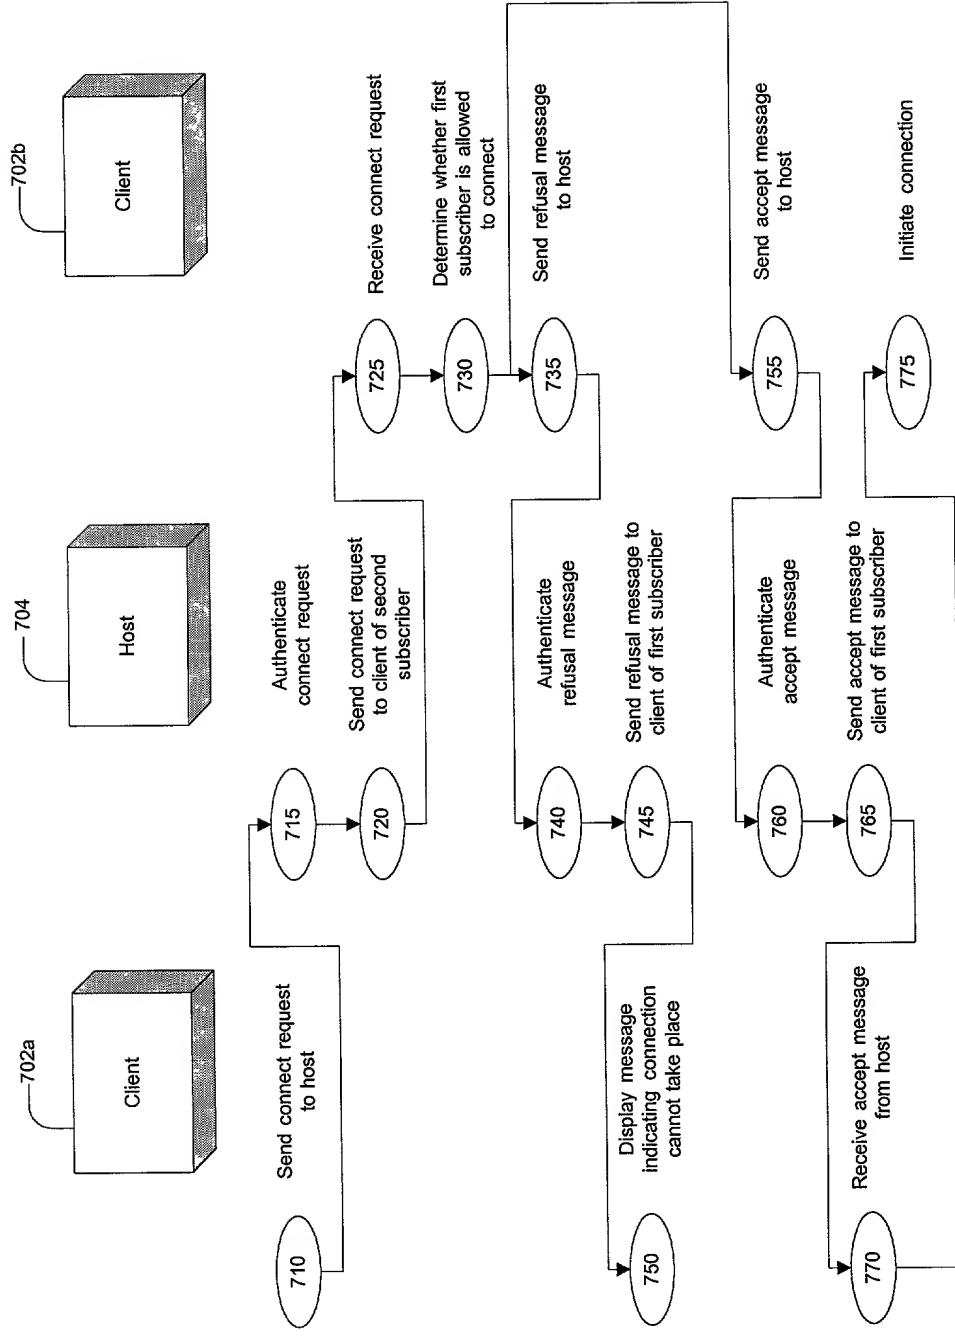 702a
Client
704
Host
702b
Client
710
Send connect request
to host
715
Authenticate
connect request
720
Send connect request
to client of second
subscriber
725
Receive connect request
730
Determine whether first
subscriber is allowed
to connect
735
Send refusal message
to host
740
Authenticate
refusal message
745
Send refusal message to
client of first subscriber
750
Display message
indicating connection
cannot take place
755
Send accept message
to host
760
Authenticate
accept message
765
Send accept message to
client of first subscriber
770
Receive accept message
from host
775
Initiate connection